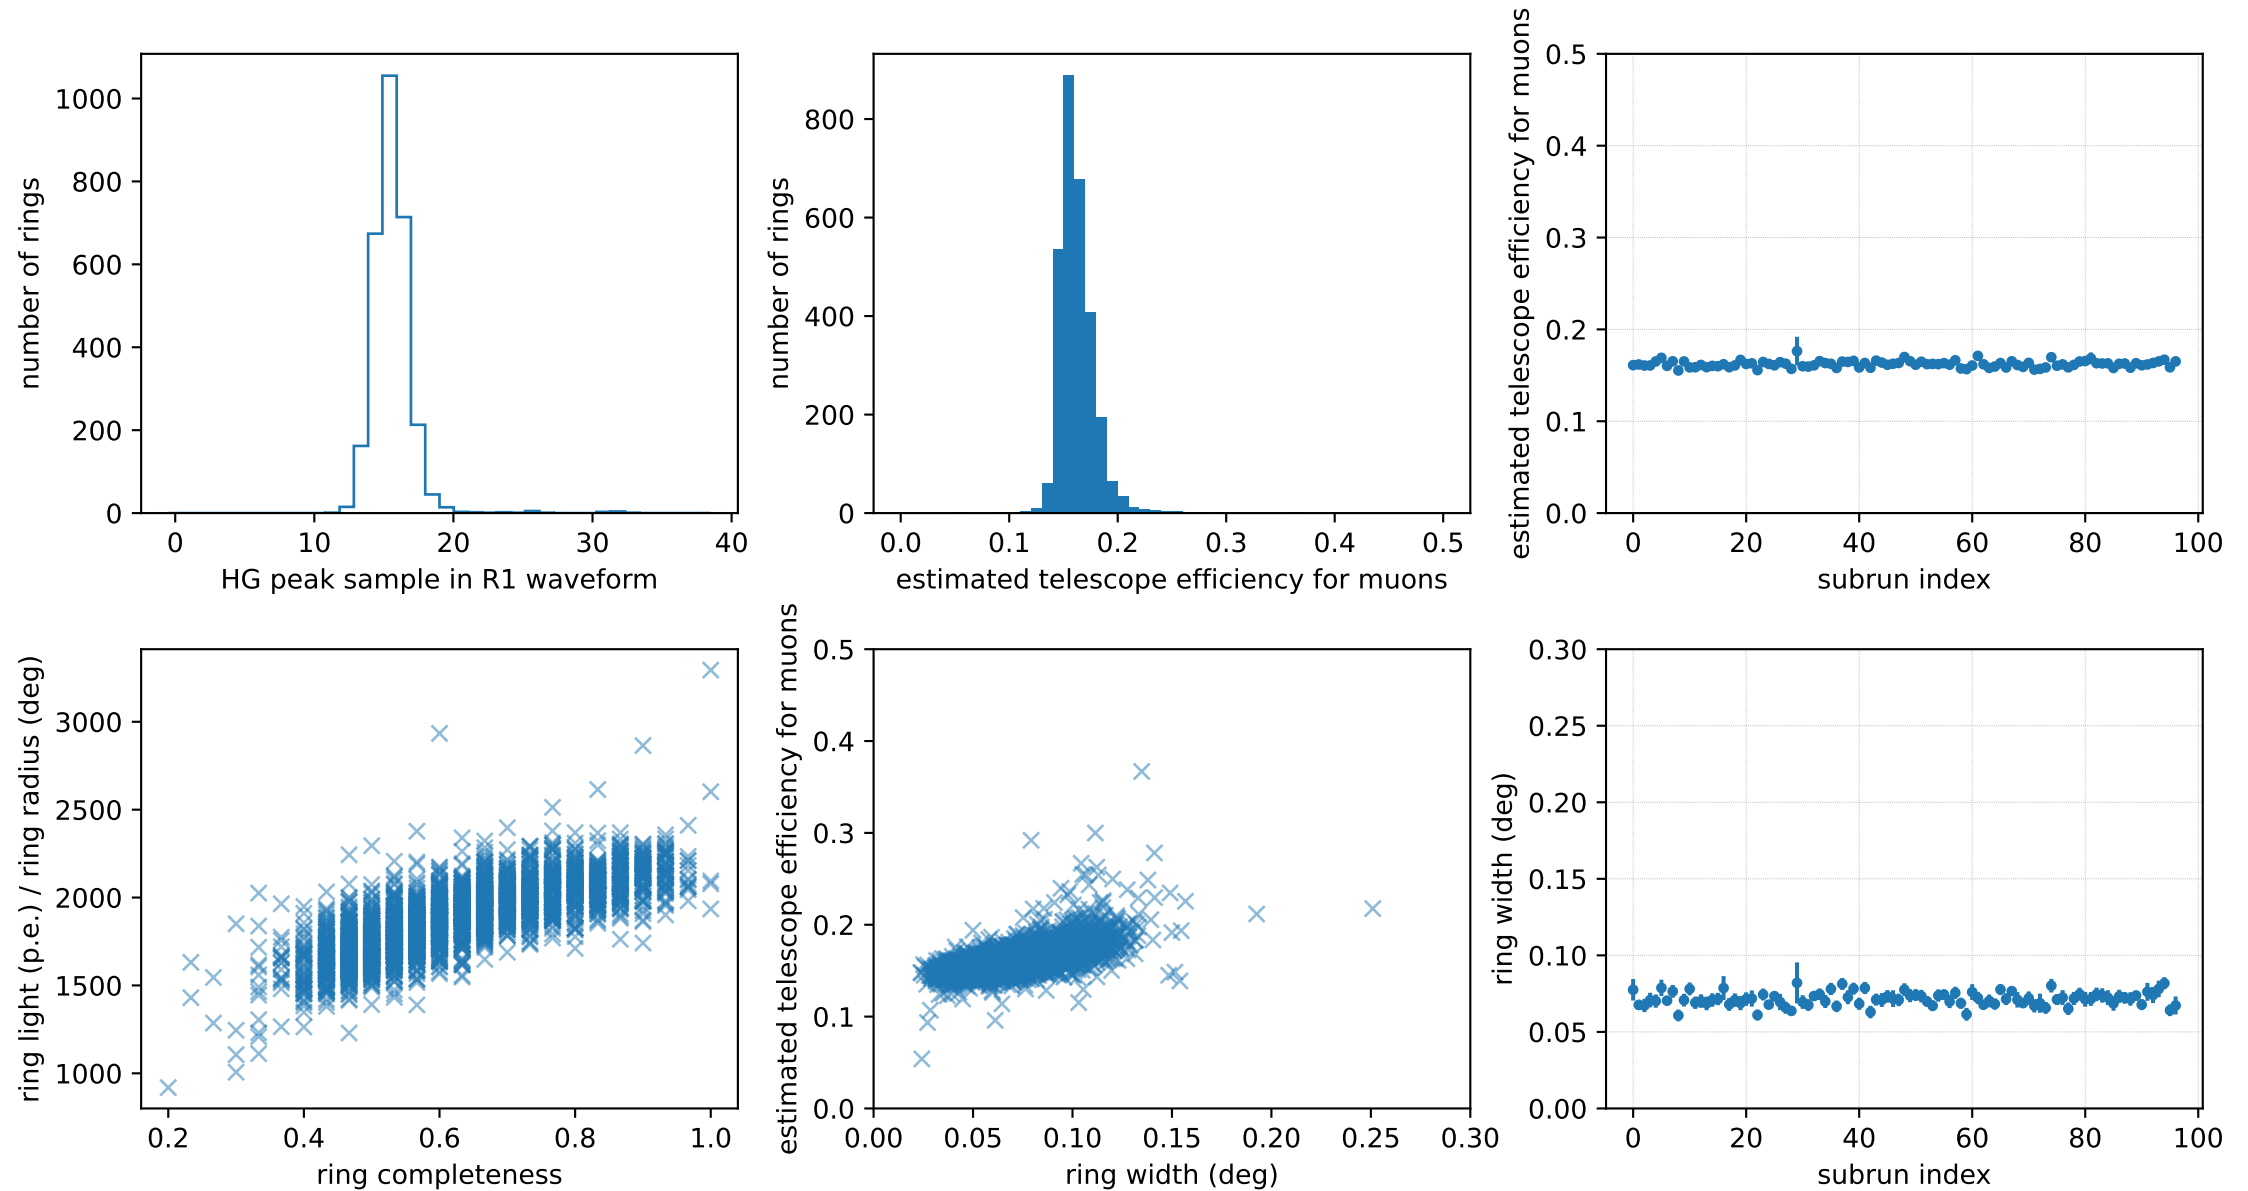 number of rings
1000
800
600
400
200
0
0 10 20 30 40
HG peak sample in R1 waveform
number of rings
800
600
400
200
0
0.0 0.1 0.2 0.3 0.4 0.5
estimated telescope efficiency for muons
estimated telescope efficiency for muons
0.5
0.4
0.3
0.2
0.1
0.0
0 20 40 60 80 100
subrun index
ring light (p.e.) / ring radius (deg)
3000
2500
2000
1500
1000
0.2 0.4 0.6 0.8 1.0
ring completeness
estimated telescope efficiency for muons
0.5
0.4
0.3
0.2
0.1
0.0
0.00 0.05 0.10 0.15 0.20 0.25 0.30
ring width (deg)
ring width (deg)
0.30
0.25
0.20
0.15
0.10
0.05
0.00
0 20 40 60 80 100
subrun index